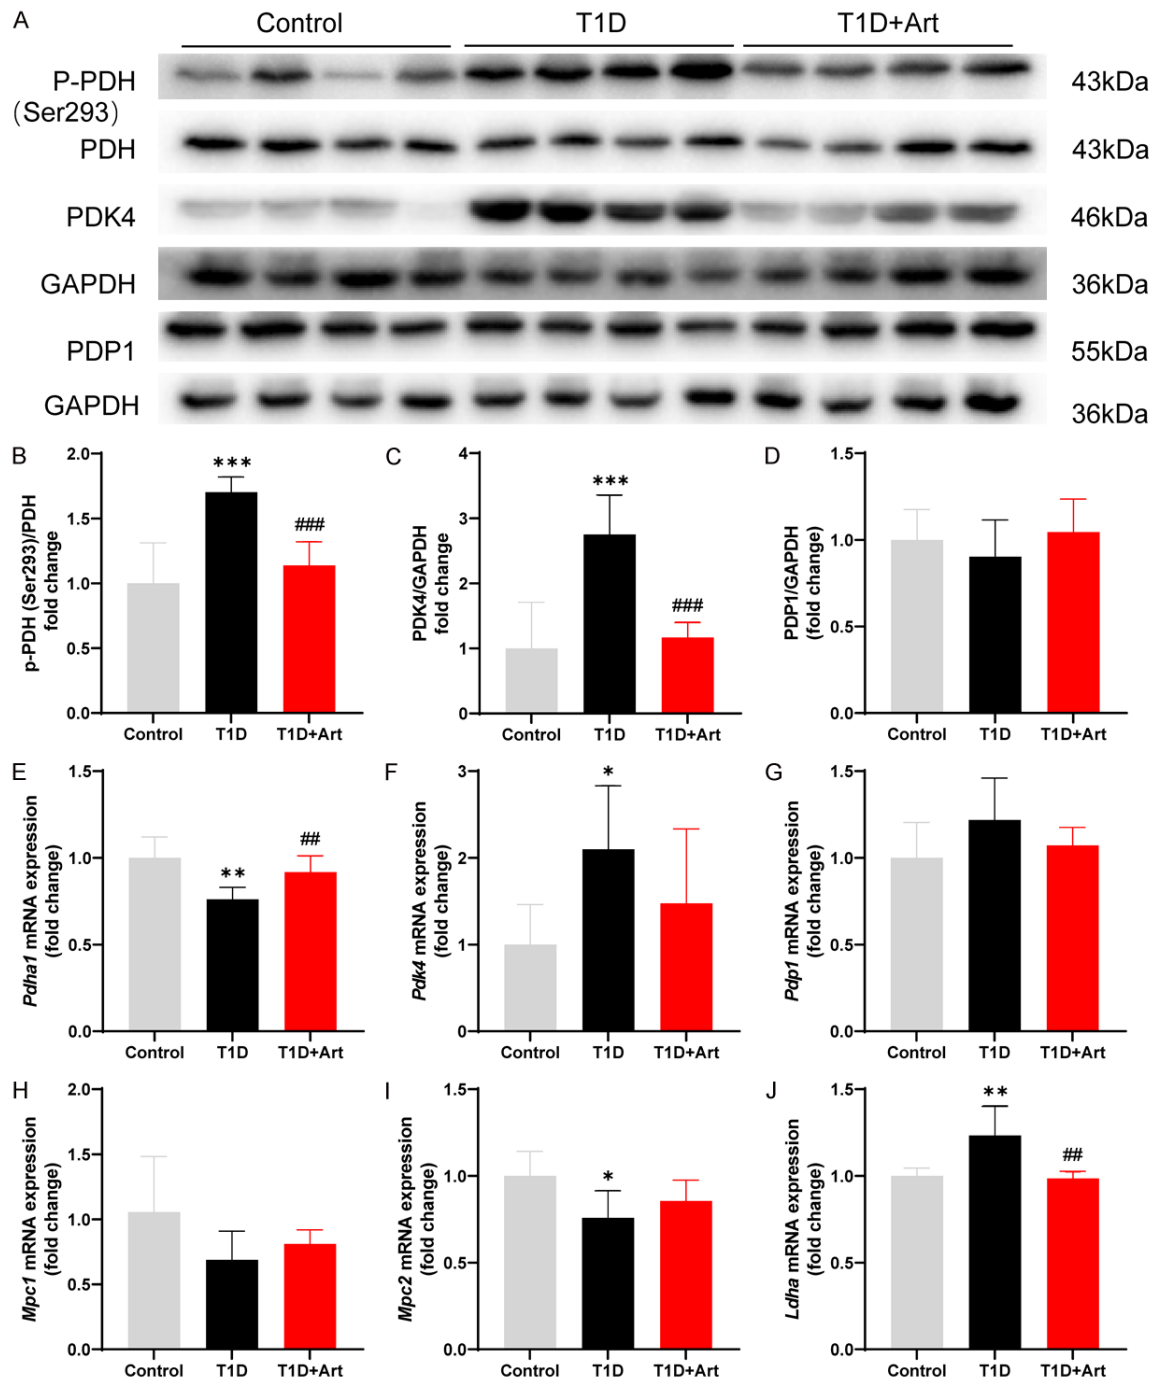 A
Control T1D T1D+Art
P-PDH 43kDa
(Ser293)
PDH 43kDa
PDK4 46kDa
GAPDH 36kDa
PDP1 55kDa
GAPDH 36kDa
B
p-PDH (Ser293)/PDH
fold change
2.0
1.5
1.0
0.5
0.0
***
###
Control T1D T1D+Art
C
PDK4/GAPDH
fold change
4
3
2
1
0
***
###
Control T1D T1D+Art
D
PDP1/GAPDH
(fold change)
1.5
1.0
0.5
0.0
Control T1D T1D+Art
E
Pdha1 mRNA expression
(fold change)
1.5
1.0
0.5
0.0
**
##
Control T1D T1D+Art
F
Pdk4 mRNA expression
(fold change)
3
2
1
0
*
Control T1D T1D+Art
G
Pdp1 mRNA expression
(fold change)
1.5
1.0
0.5
0.0
Control T1D T1D+Art
H
Mpc1 mRNA expression
(fold change)
2.0
1.5
1.0
0.5
0.0
Control T1D T1D+Art
I
Mpc2 mRNA expression
(fold change)
1.5
1.0
0.5
0.0
*
Control T1D T1D+Art
J
Ldha mRNA expression
(fold change)
1.5
1.0
0.5
0.0
**
##
Control T1D T1D+Art